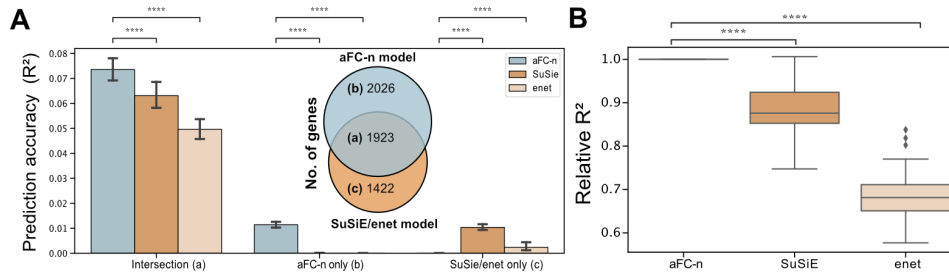 A
B
****
****
****
****
****
****
****
****
Prediction accuracy (R²)
0.08
0.07
0.06
0.05
0.04
0.03
0.02
0.01
0.00
aFC-n model
(b) 2026
(a) 1923
(c) 1422
SuSiE/enet model
No. of genes
aFC-n
SuSie
enet
Intersection (a)
aFC-n only (b)
SuSie/enet only (c)
Relative R²
1.0
0.9
0.8
0.7
0.6
aFC-n
SuSiE
enet